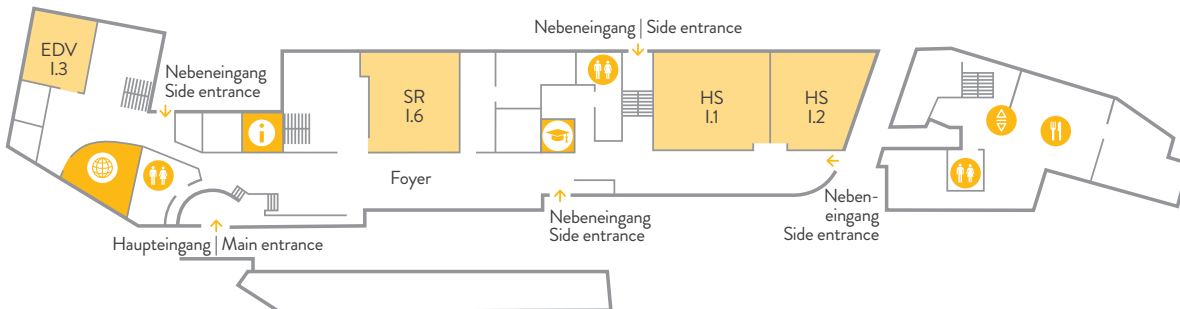 Nebeneingang | Side entrance
EDV
I.3
Nebeneingang
Side entrance
SR
I.6
HS
I.1
HS
I.2
i
Foyer
Haupteingang | Main entrance
Nebeneingang
Side entrance
Neben-
eingang
Side entrance